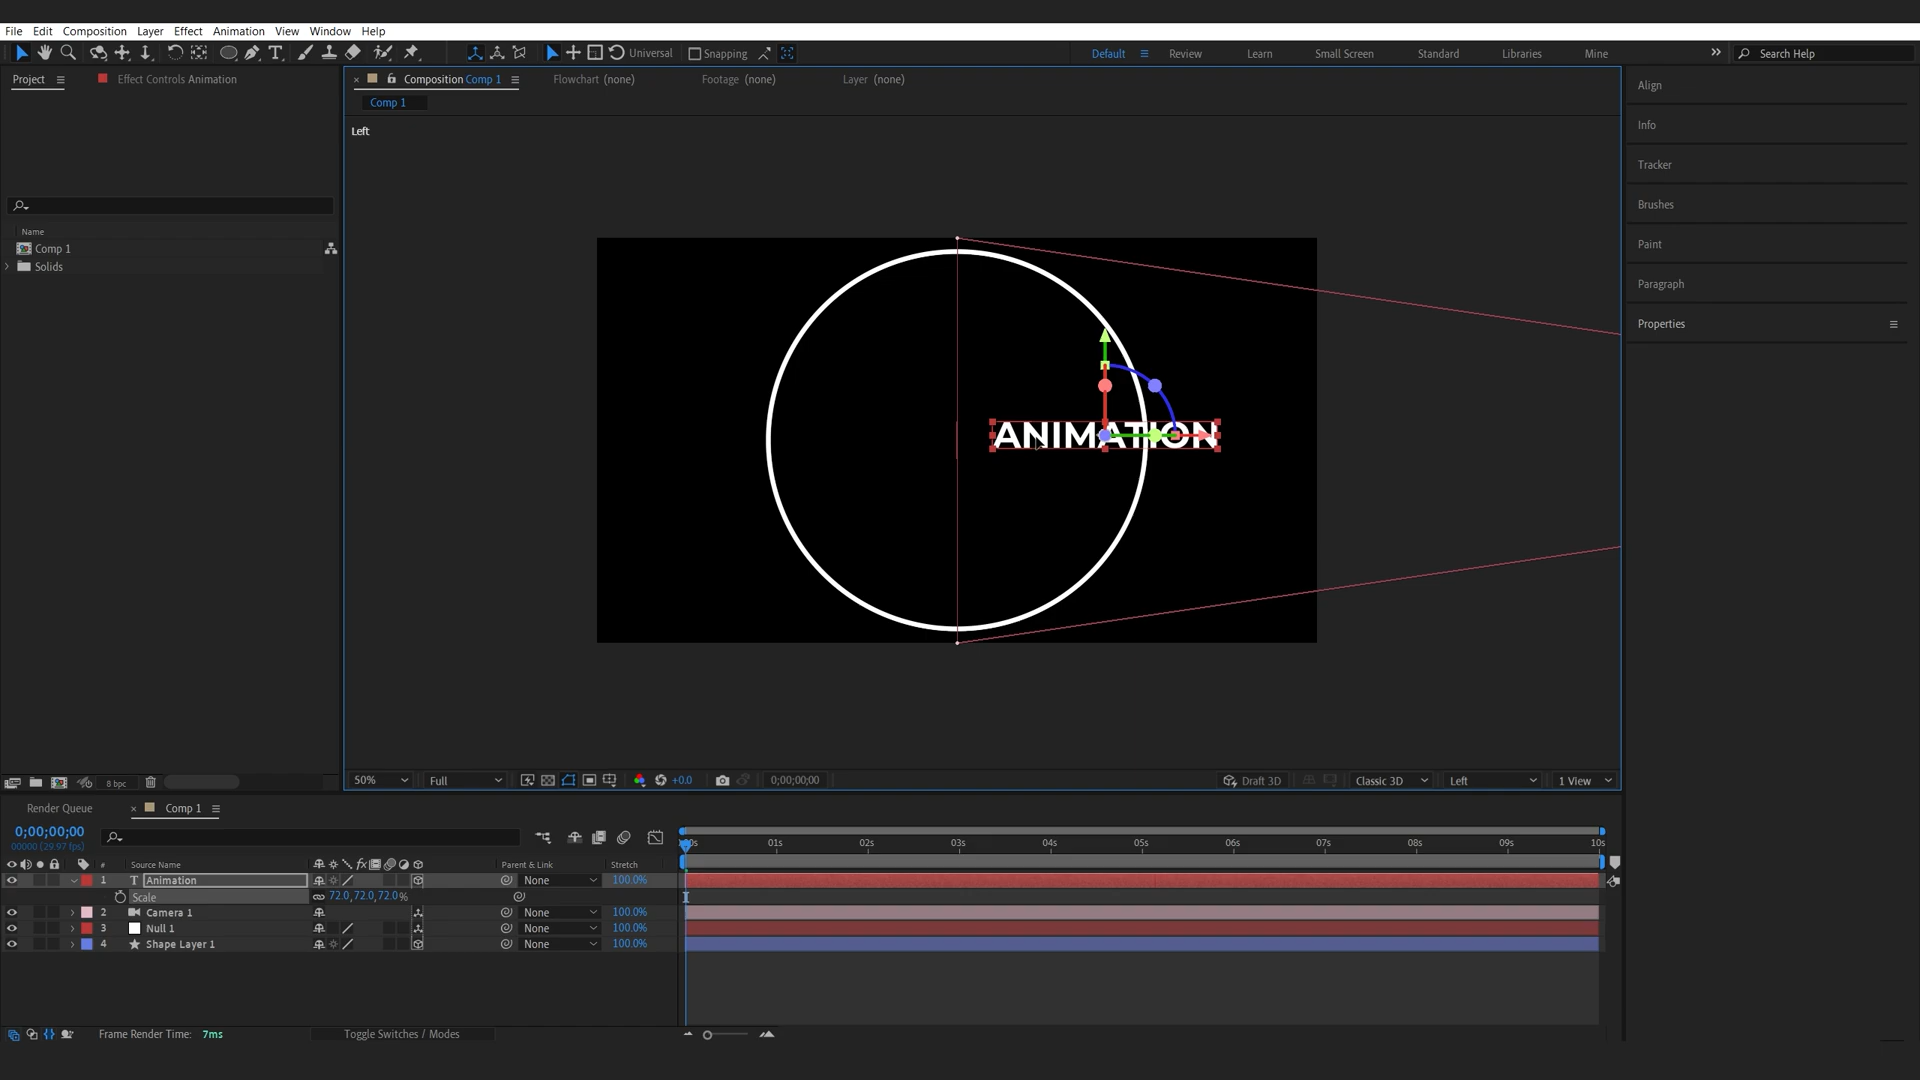 File Edit Composition Layer Effect Animation View Window Help
Universal Snapping Default Review Learn Small Screen Standard Libraries Mine Search Help
Project Effect Controls Animation
Composition Comp 1 Flowchart (none) Footage (none) Layer (none)
Comp 1
Left
Name
Comp 1
Solids
ANIMATION
Align
Info
Tracker
Brushes
Paint
Paragraph
Properties
8 bpc
50% Full +0.0 0;00;00;00 Draft 3D Classic 3D Left 1 View
Render Queue Comp 1
0;00;00;00
00000 (29.97 fps)
01s 02s 03s 04s 05s 06s 07s 08s 09s 10s
# Source Name Parent & Link Stretch
1 Animation None 100.0%
Scale 72.0, 72.0, 72.0%
2 Camera 1 None 100.0%
3 Null 1 None 100.0%
4 Shape Layer 1 None 100.0%
Frame Render Time: 7ms Toggle Switches / Modes